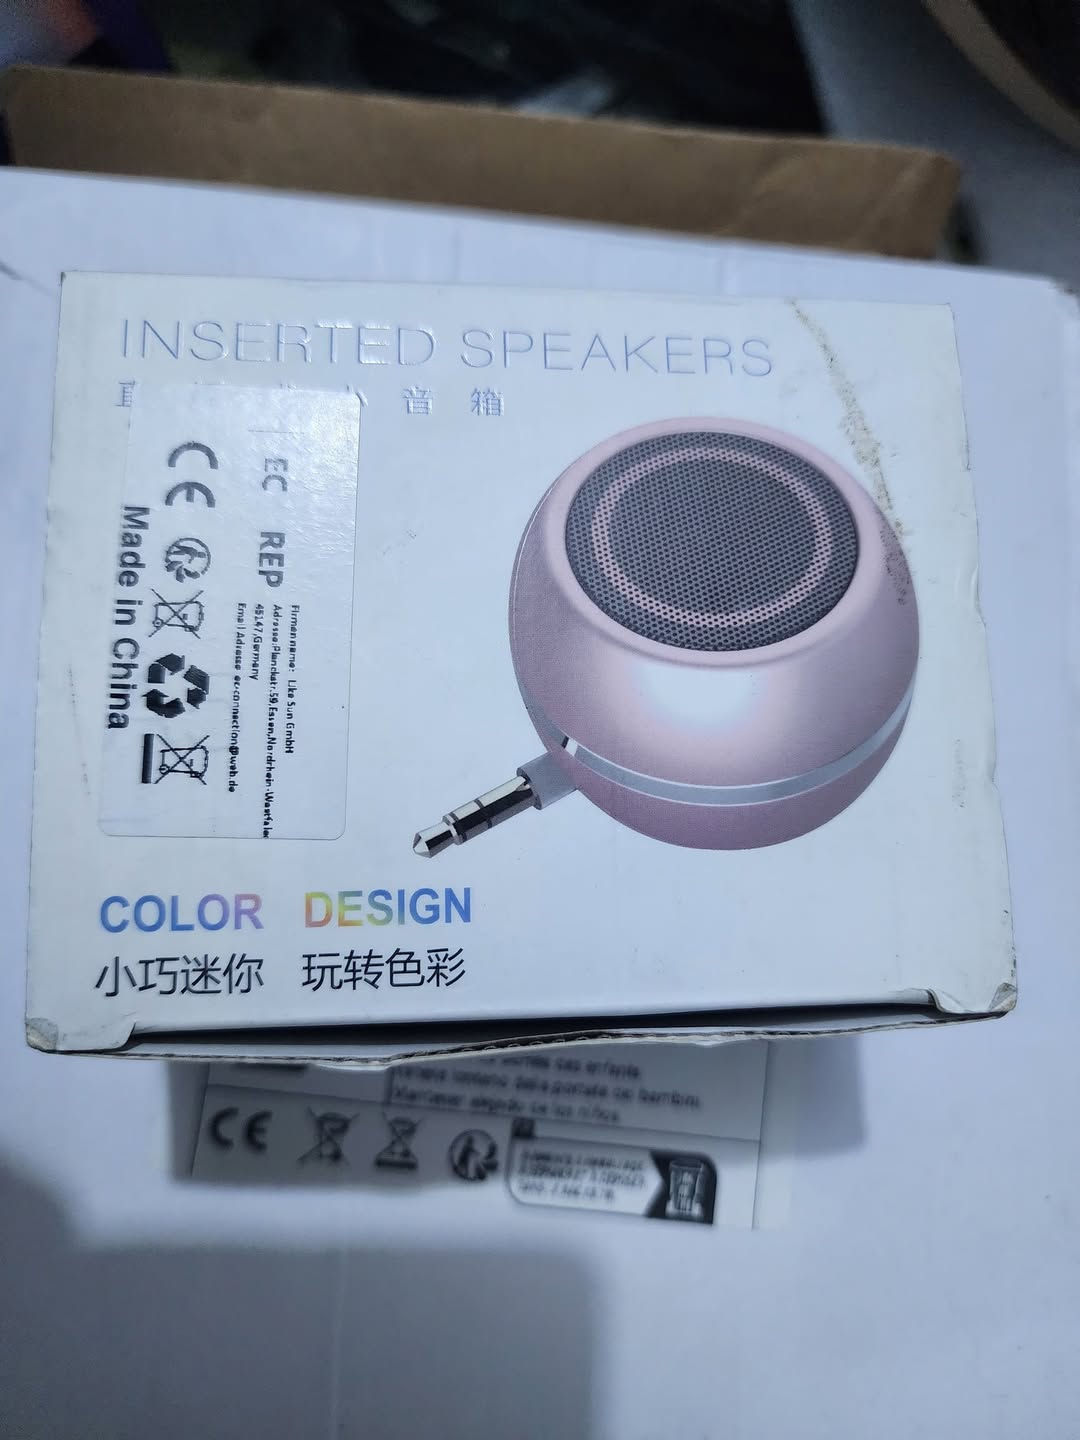 INSERTED SPEAKERS
音箱
CE
Made in China
EC REP
Firmenname: Like Sun GmbH
Adresse:Planckstr.59,Essen,Nordrhein-Westfalen
45147,Germany
Email Adresse ec-connection@web.de
COLOR DESIGN
小巧迷你 玩转色彩
CE